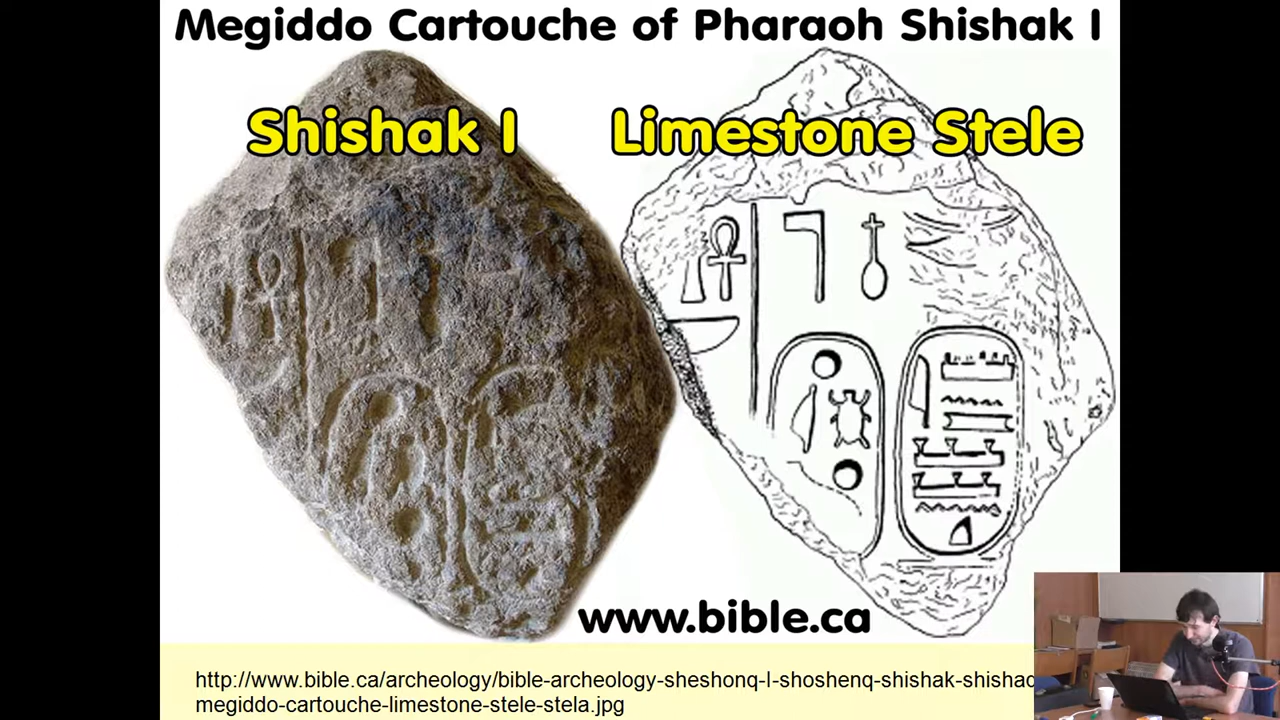 Megiddo Cartouche of Pharaoh Shishak I
Shishak I
Limestone Stele
www.bible.ca
http://www.bible.ca/archeology/bible-archeology-sheshonq-I-shoshenq-shishak-shishac
megiddo-cartouche-limestone-stele-stela.jpg